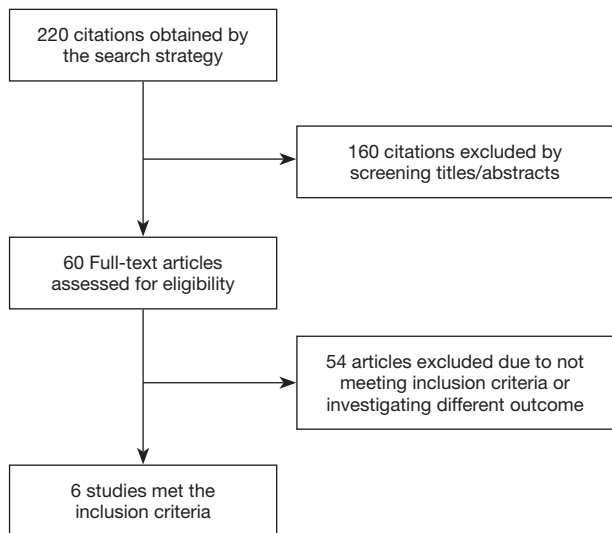 220 citations obtained by
the search strategy
160 citations excluded by
screening titles/abstracts
60 Full-text articles
assessed for eligibility
54 articles excluded due to not
meeting inclusion criteria or
investigating different outcome
6 studies met the
inclusion criteria